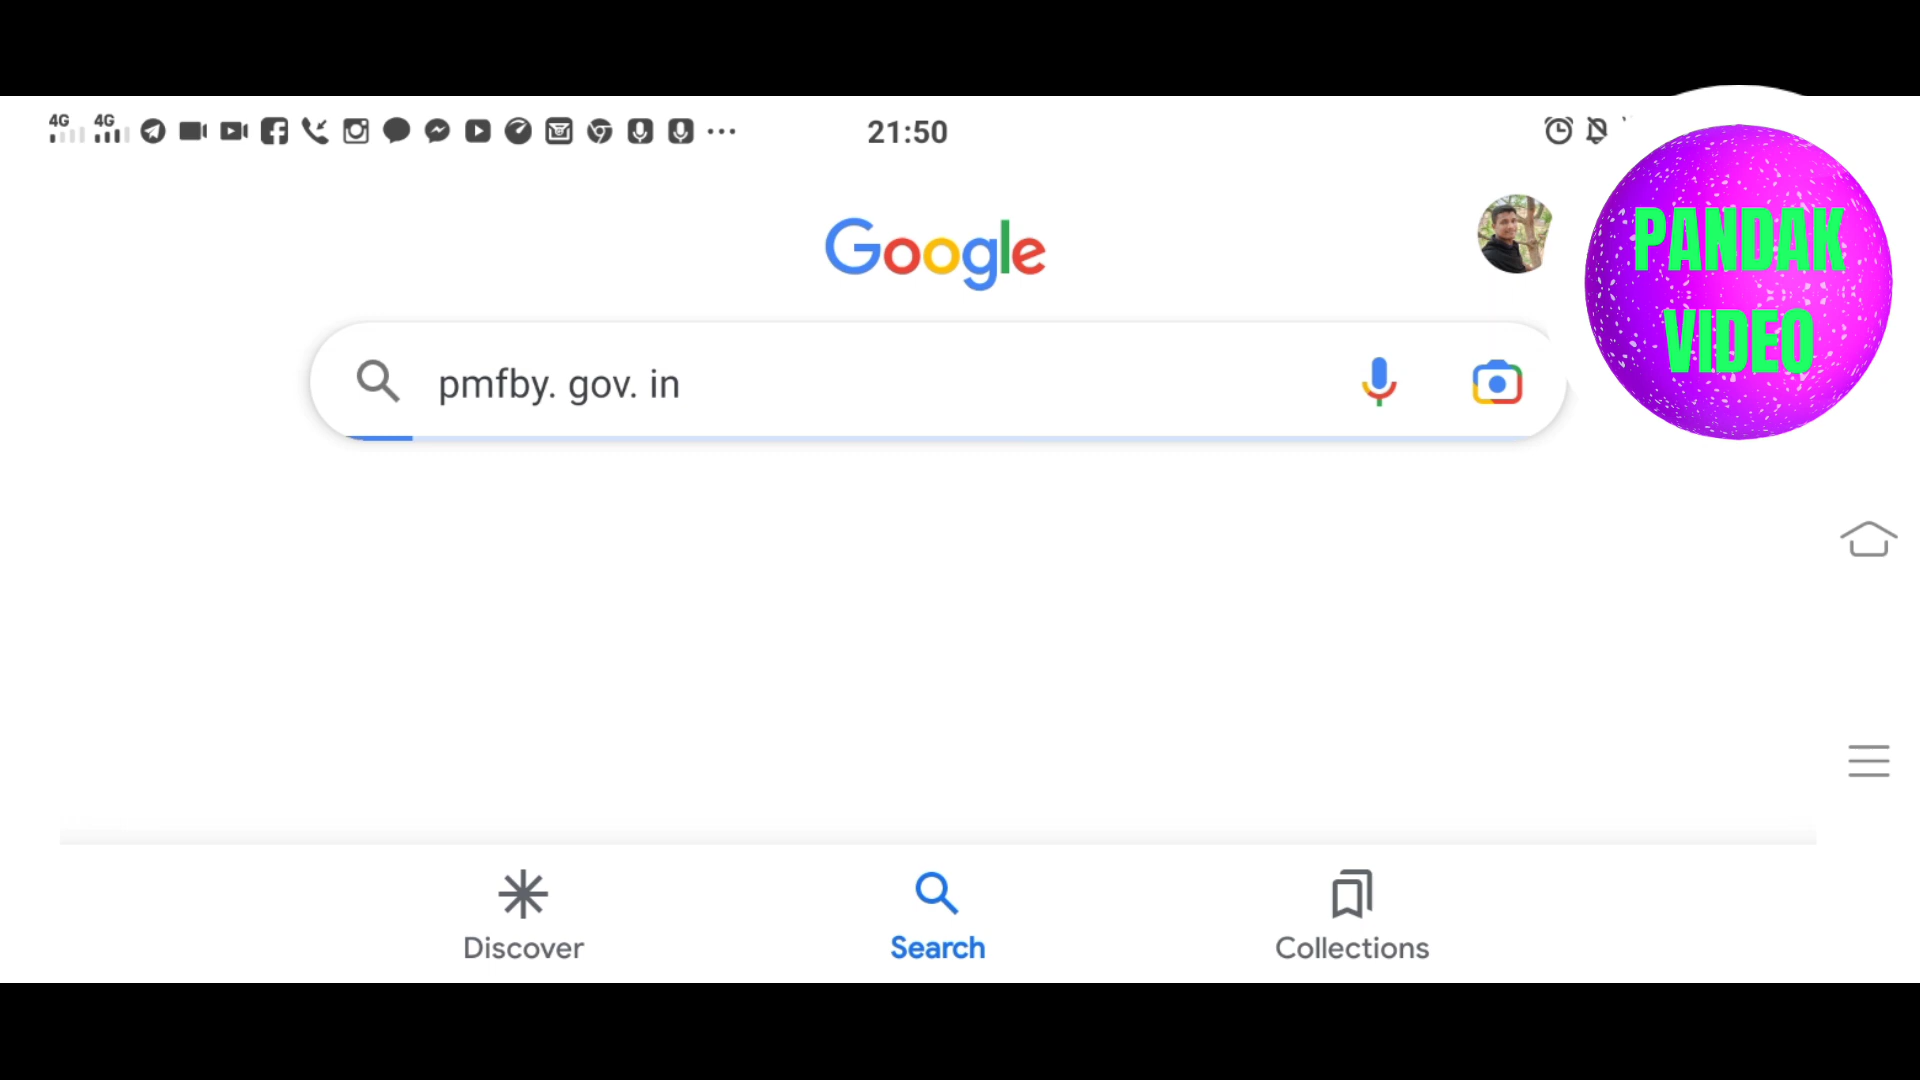 4G 4G 21:50
Google
PANDAK
VIDEO
pmfby. gov. in
Discover Search Collections